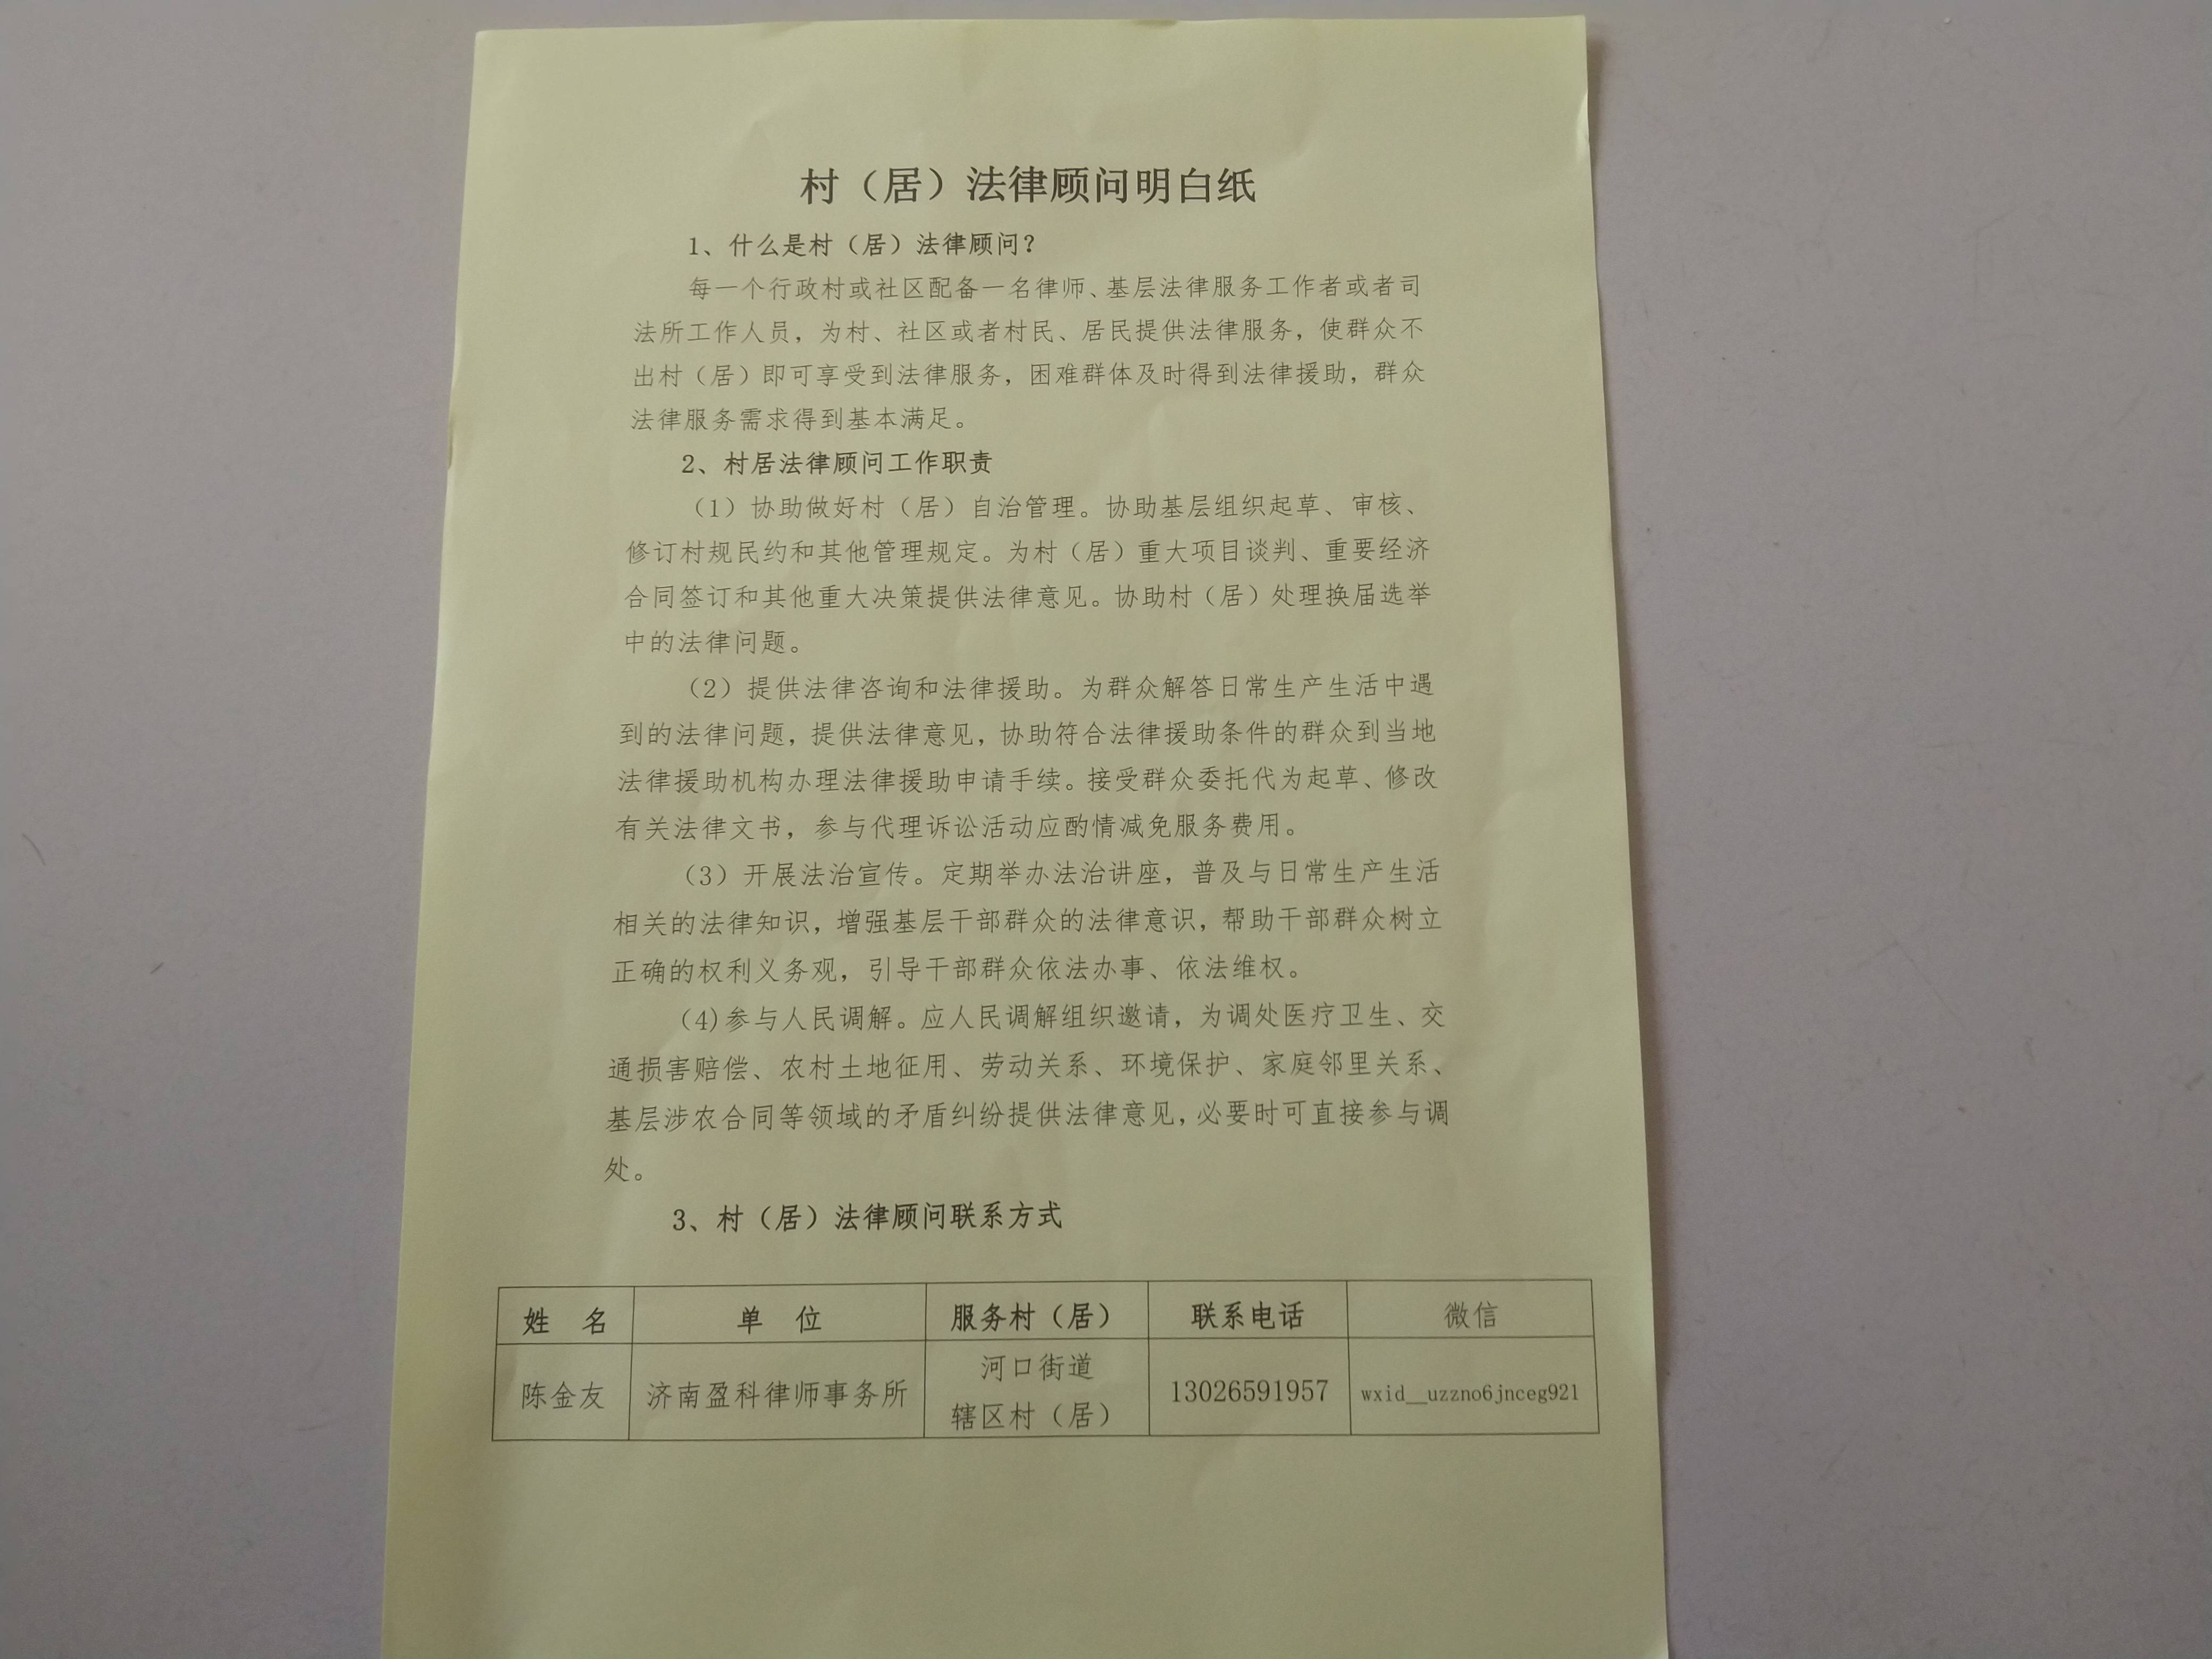 村（居）法律顾问明白纸
1、什么是村（居）法律顾问？
每一个行政村或社区配备一名律师、基层法律服务工作者或者司
法所工作人员，为村、社区或者村民、居民提供法律服务，使群众不
出村（居）即可享受到法律服务，困难群体及时得到法律援助，群众
法律服务需求得到基本满足。
2、村居法律顾问工作职责
（1）协助做好村（居）自治管理。协助基层组织起草、审核、
修订村规民约和其他管理规定。为村（居）重大项目谈判、重要经济
合同签订和其他重大决策提供法律意见。协助村（居）处理换届选举
中的法律问题。
（2）提供法律咨询和法律援助。为群众解答日常生产生活中遇
到的法律问题，提供法律意见，协助符合法律援助条件的群众到当地
法律援助机构办理法律援助申请手续。接受群众委托代为起草、修改
有关法律文书，参与代理诉讼活动应酌情减免服务费用。
（3）开展法治宣传。定期举办法治讲座，普及与日常生产生活
相关的法律知识，增强基层干部群众的法律意识，帮助干部群众树立
正确的权利义务观，引导干部群众依法办事、依法维权。
（4)参与人民调解。应人民调解组织邀请，为调处医疗卫生、交
通损害赔偿、农村土地征用、劳动关系、环境保护、家庭邻里关系、
基层涉农合同等领域的矛盾纠纷提供法律意见，必要时可直接参与调
处。
3、村（居）法律顾问联系方式
姓 名 单 位 服务村（居） 联系电话 微信
陈金友 济南盈科律师事务所 河口街道 13026591957 wxid__uzzno6jnceg921
辖区村（居）